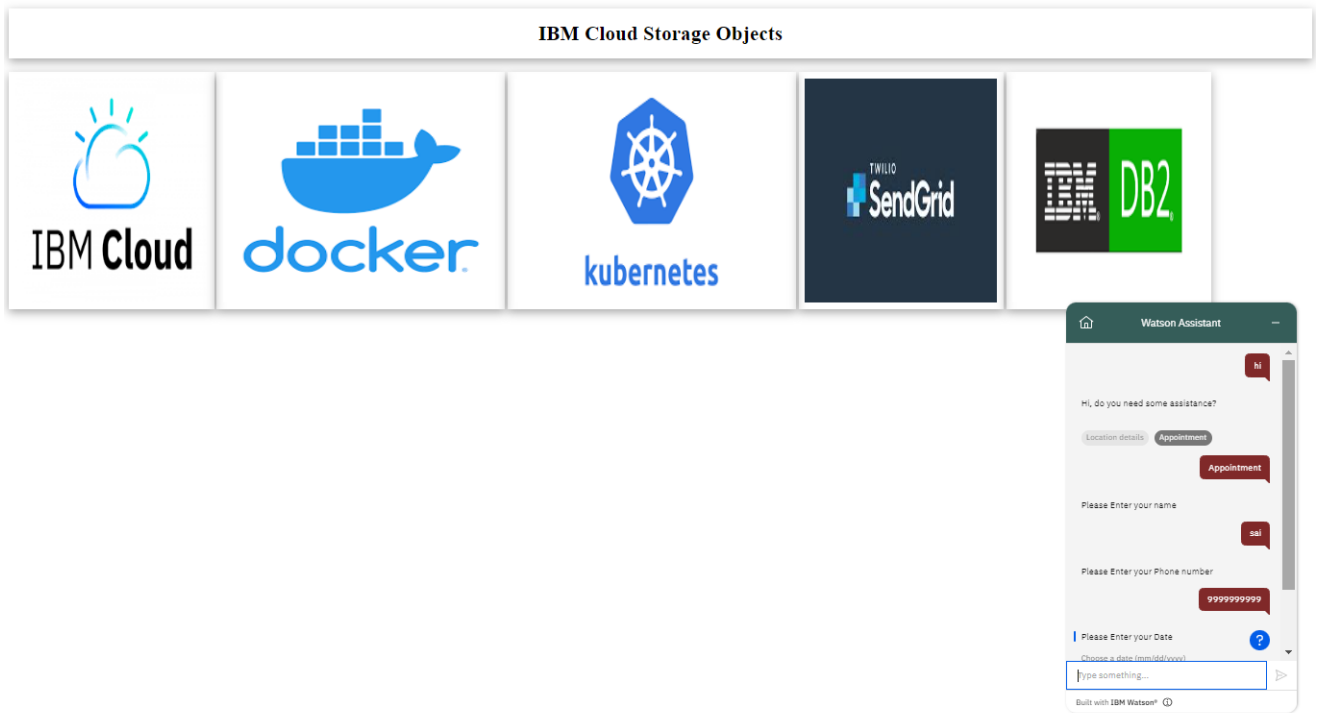 IBM Cloud Storage Objects
IBM Cloud
docker
kubernetes
TWILIO
SendGrid
IBM DB2
Watson Assistant
hi
Hi, do you need some assistance?
Location details Appointment
Appointment
Please Enter your name
sai
Please Enter your Phone number
9999999999
Please Enter your Date
?
Choose a date (mm/dd/yyyy)
Type something...
Built with IBM Watson®